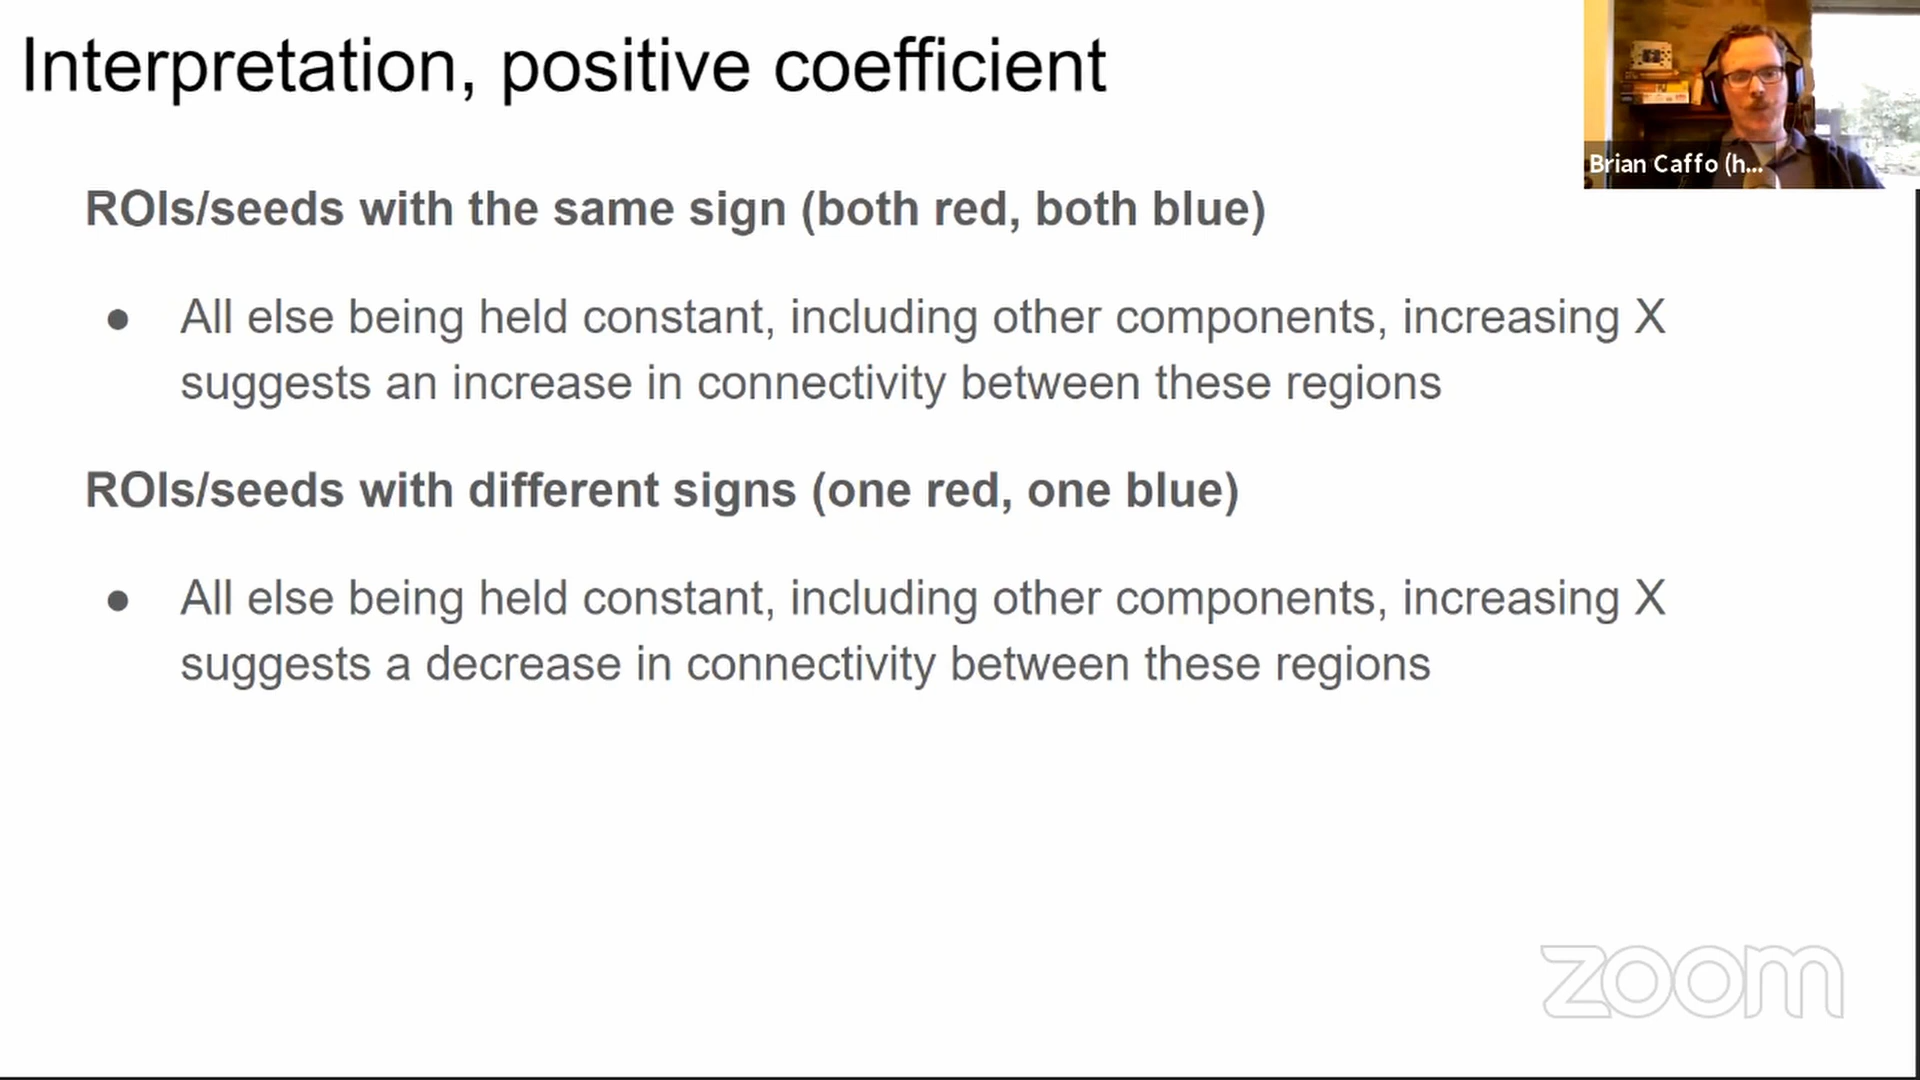 Interpretation, positive coefficient
Brian Caffo (h...
ROIs/seeds with the same sign (both red, both blue)
● All else being held constant, including other components, increasing X
suggests an increase in connectivity between these regions
ROIs/seeds with different signs (one red, one blue)
● All else being held constant, including other components, increasing X
suggests a decrease in connectivity between these regions
zoom